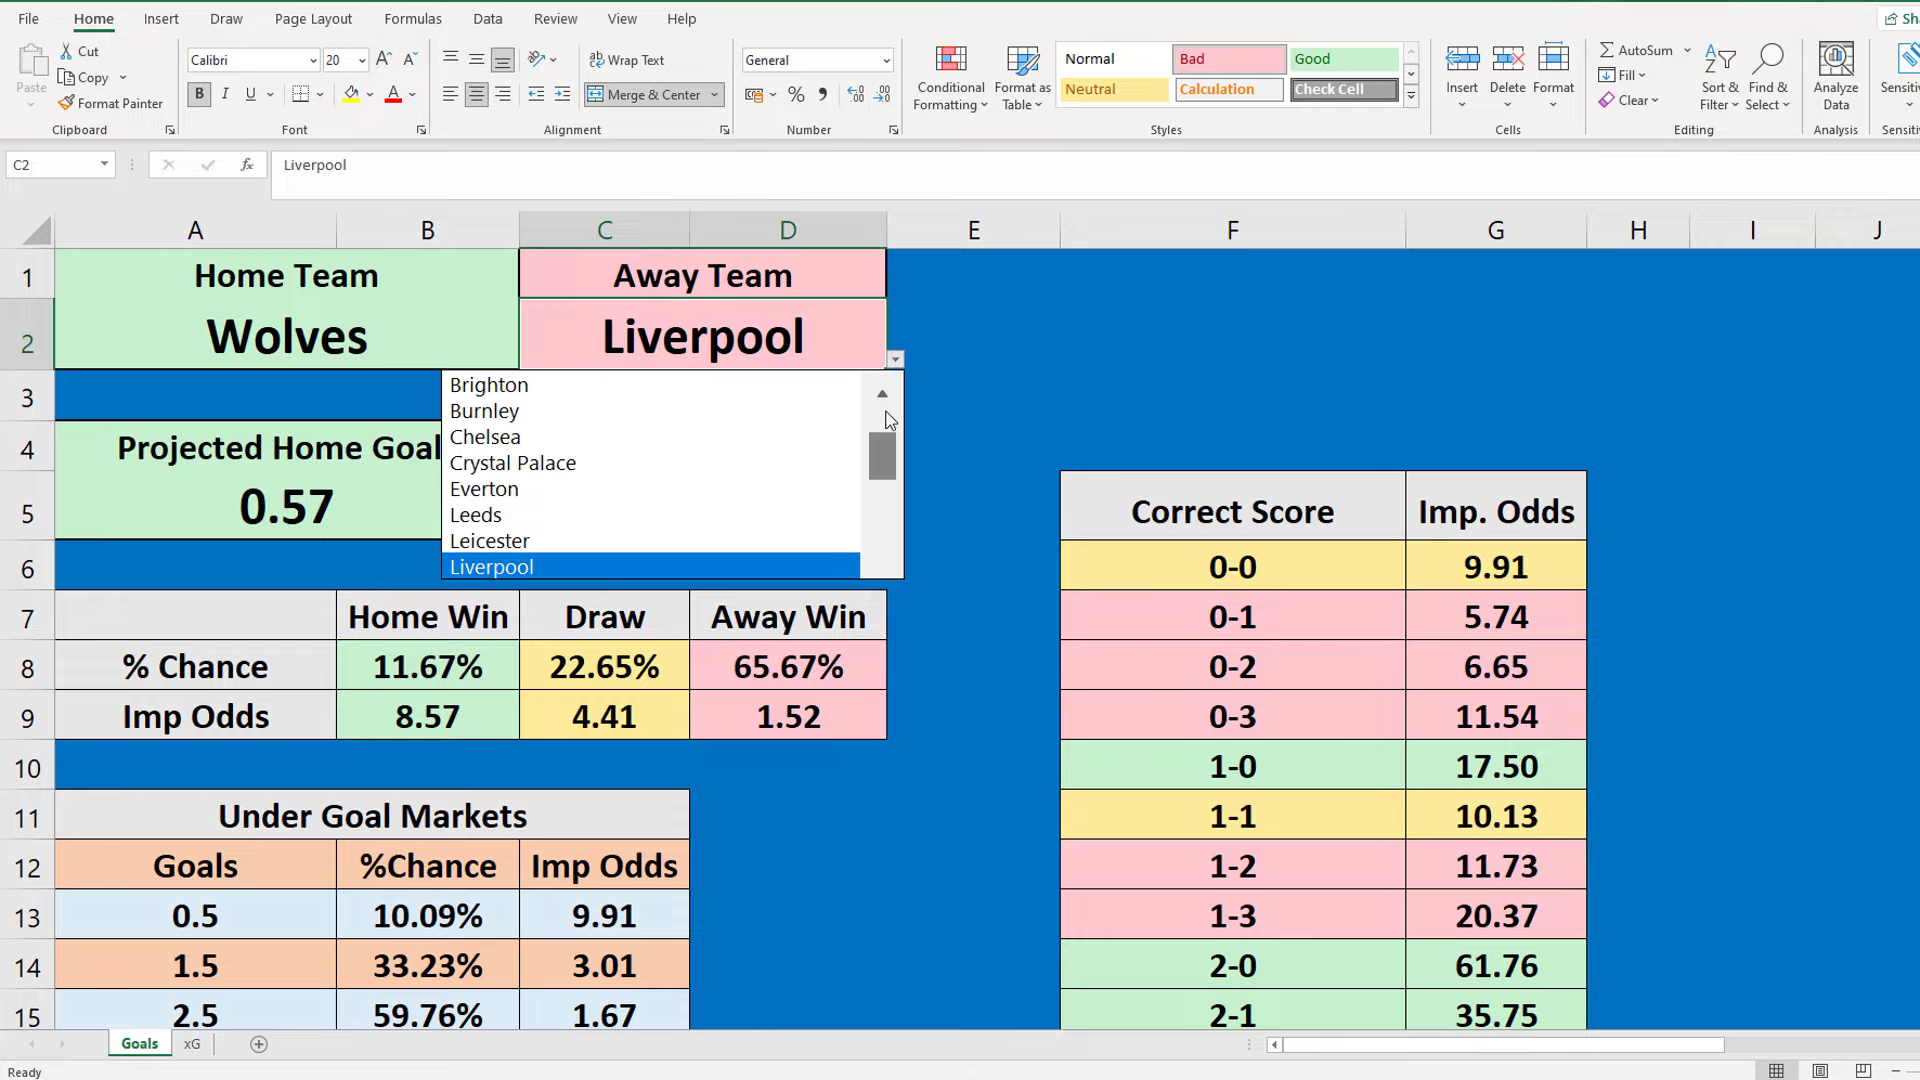 File Home Insert Draw Page Layout Formulas Data Review View Help
Paste
Cut
Copy
Format Painter
Clipboard
Calibri 20 A A
B I U A
Font
Wrap Text
Merge & Center
Alignment
General
% 9
Number
Conditional Formatting
Format as Table
Normal Bad Good
Neutral Calculation Check Cell
Styles
Insert Delete Format
Cells
AutoSum
Fill
Clear
Sort & Filter
Find & Select
Editing
Analyze Data
Analysis
C2 fx Liverpool
A B C D E F G H I J
1 Home Team Away Team
2 Wolves Liverpool
3
4 Projected Home Goal
5 0.57 Correct Score Imp. Odds
Brighton
Burnley
Chelsea
Crystal Palace
Everton
Leeds
Leicester
Liverpool
6 0-0 9.91
7 Home Win Draw Away Win 0-1 5.74
8 % Chance 11.67% 22.65% 65.67% 0-2 6.65
9 Imp Odds 8.57 4.41 1.52 0-3 11.54
10 1-0 17.50
11 Under Goal Markets 1-1 10.13
12 Goals %Chance Imp Odds 1-2 11.73
13 0.5 10.09% 9.91 1-3 20.37
14 1.5 33.23% 3.01 2-0 61.76
15 2.5 59.76% 1.67 2-1 35.75
Goals xG
Ready